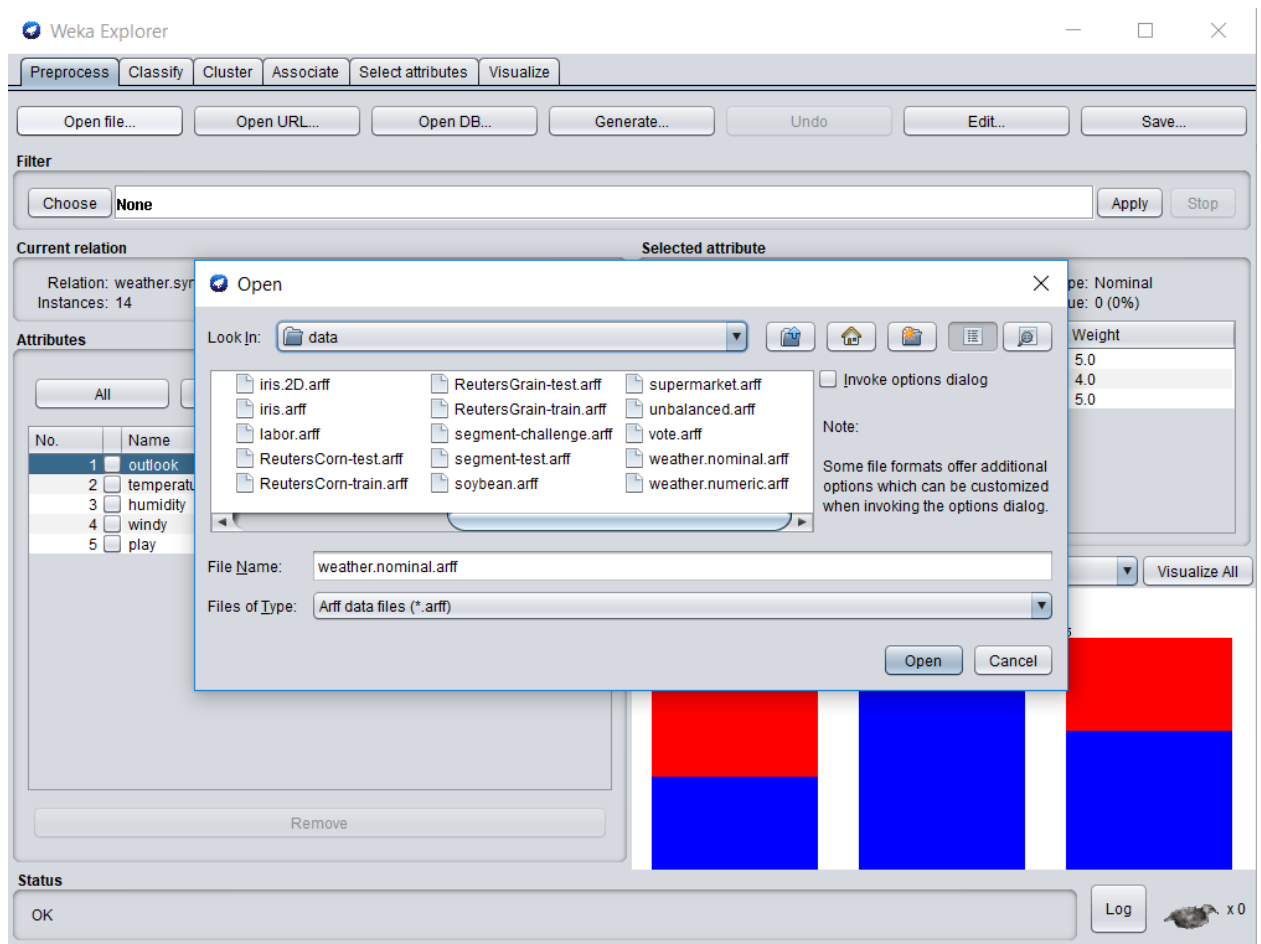 Weka Explorer
Preprocess Classify Cluster Associate Select attributes Visualize
Open file... Open URL... Open DB... Generate... Undo Edit... Save...
Filter
Choose None Apply Stop
Current relation
Relation: weather.syn
Instances: 14
Selected attribute
pe: Nominal
ue: 0 (0%)
Attributes
All
No. Name
1 outlook
2 temperatu
3 humidity
4 windy
5 play
Weight
5.0
4.0
5.0
Open
Look In: data
iris.2D.arff
iris.arff
labor.arff
ReutersCorn-test.arff
ReutersCorn-train.arff
ReutersGrain-test.arff
ReutersGrain-train.arff
segment-challenge.arff
segment-test.arff
soybean.arff
supermarket.arff
unbalanced.arff
vote.arff
weather.nominal.arff
weather.numeric.arff
Invoke options dialog
Note:
Some file formats offer additional
options which can be customized
when invoking the options dialog.
File Name: weather.nominal.arff
Files of Type: Arff data files (*.arff)
Open Cancel
Visualize All
Remove
Status
OK
Log x 0